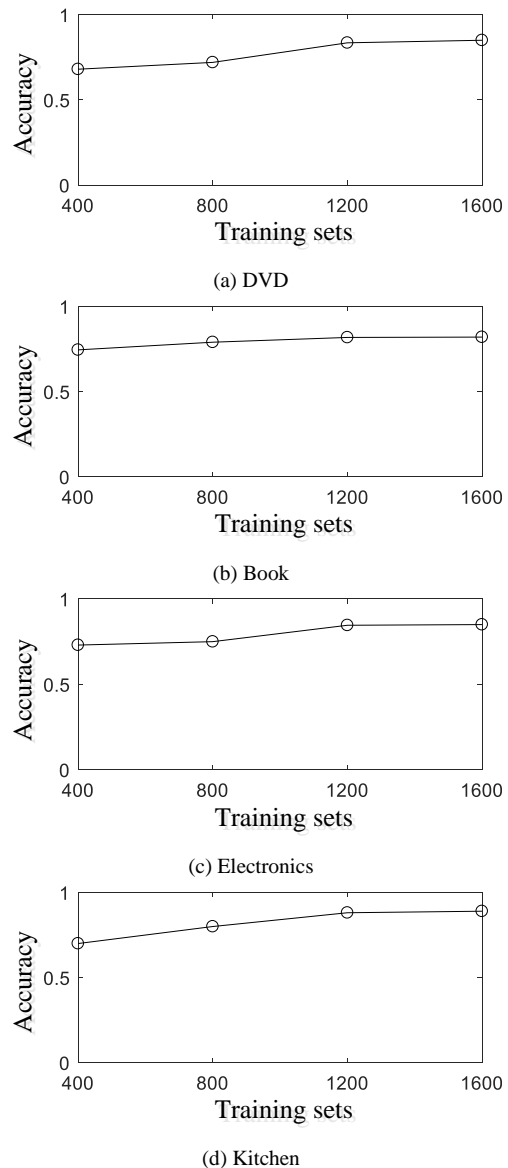 1
Accuracy
0.5
0
400 800 1200 1600
Training sets
(a) DVD
1
Accuracy
0.5
0
400 800 1200 1600
Training sets
(b) Book
1
Accuracy
0.5
0
400 800 1200 1600
Training sets
(c) Electronics
1
Accuracy
0.5
0
400 800 1200 1600
Training sets
(d) Kitchen